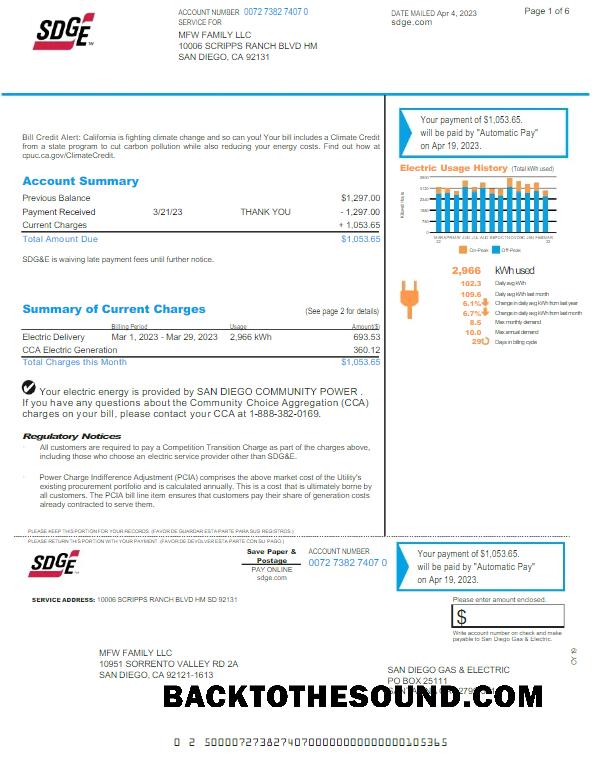 SDGE™
ACCOUNT NUMBER 0072 7382 7407 0
SERVICE FOR
MFW FAMILY LLC
10006 SCRIPPS RANCH BLVD HM
SAN DIEGO, CA 92131
DATE MAILED Apr 4, 2023
sdge.com
Page 1 of 6
Bill Credit Alert: California is fighting climate change and so can you! Your bill includes a Climate Credit
from a state program to cut carbon pollution while also reducing your energy costs. Find out how at
cpuc.ca.gov/ClimateCredit.
Account Summary
Previous Balance $1,297.00
Payment Received 3/21/23 THANK YOU - 1,297.00
Current Charges + 1,053.65
Total Amount Due $1,053.65
SDG&E is waiving late payment fees until further notice.
Summary of Current Charges (See page 2 for details)
Billing Period Usage Amount($)
Electric Delivery Mar 1, 2023 - Mar 29, 2023 2,966 kWh 693.53
CCA Electric Generation 360.12
Total Charges this Month $1,053.65
Your electric energy is provided by SAN DIEGO COMMUNITY POWER .
If you have any questions about the Community Choice Aggregation (CCA)
charges on your bill, please contact your CCA at 1-888-382-0169.
Regulatory Notices
All customers are required to pay a Competition Transition Charge as part of the charges above,
including those who choose an electric service provider other than SDG&E.
Power Charge Indifference Adjustment (PCIA) comprises the above market cost of the Utility's
existing procurement portfolio and is calculated annually. This is a cost that is ultimately borne by
all customers. The PCIA bill line item ensures that customers pay their share of generation costs
already contracted to serve them.
Your payment of $1,053.65.
will be paid by "Automatic Pay"
on Apr 19, 2023.
Electric Usage History (Total kWh used)
Kilowatt Hours
On-Peak Off-Peak
2,966 kWh used
102.3 Daily avg kWh
109.6 Daily avg kWh last month
6.1% Change in daily avg kWh from last year
6.7% Change in daily avg kWh from last month
8.5 Max monthly demand
10.0 Max annual demand
29 Days in billing cycle
PLEASE KEEP THIS PORTION FOR YOUR RECORDS. (FAVOR DE GUARDAR ESTA PARTE PARA SUS REGISTROS.)
PLEASE RETURN THIS PORTION WITH YOUR PAYMENT. (FAVOR DE DEVOLVER ESTA PARTE CON SU PAGO.)
SDGE™
Save Paper &
Postage
PAY ONLINE
sdge.com
ACCOUNT NUMBER
0072 7382 7407 0
Your payment of $1,053.65.
will be paid by "Automatic Pay"
on Apr 19, 2023.
SERVICE ADDRESS: 10006 SCRIPPS RANCH BLVD HM SD 92131
Please enter amount enclosed.
$
Write account number on check and make
payable to San Diego Gas & Electric.
CY 19
MFW FAMILY LLC
10951 SORRENTO VALLEY RD 2A
SAN DIEGO, CA 92121-1613
SAN DIEGO GAS & ELECTRIC
PO BOX 25111
BACKTOTHESOUND.COM